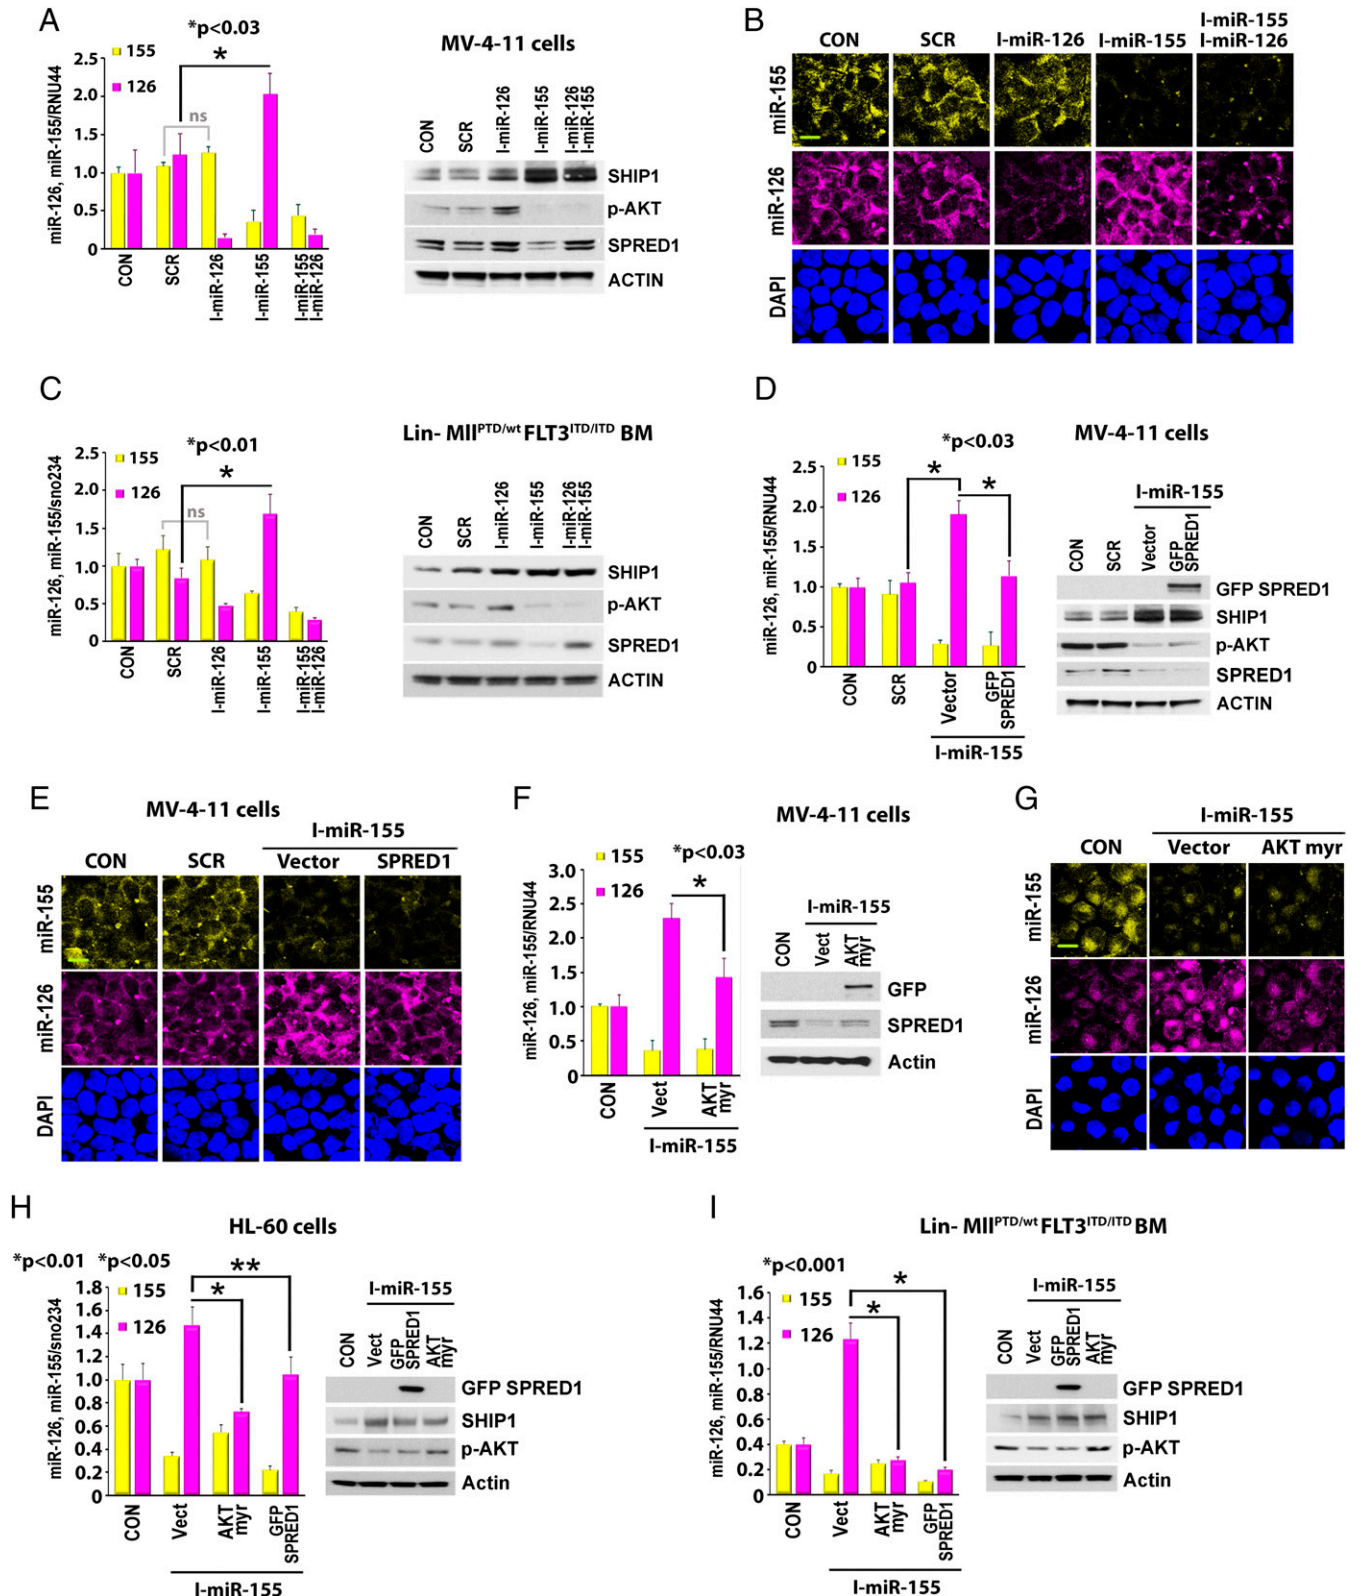 A
*p<0.03
*
155
126
ns
2.5
2.0
1.5
1.0
0.5
0
miR-126, miR-155/RNU44
CON
SCR
I-miR-126
I-miR-155
I-miR-155
I-miR-126
MV-4-11 cells
CON
SCR
I-miR-126
I-miR-155
I-miR-126
I-miR-155
SHIP1
p-AKT
SPRED1
ACTIN
B
CON SCR I-miR-126 I-miR-155 I-miR-155
I-miR-126
miR-155
miR-126
DAPI
C
*p<0.01
*
155
126
ns
2.5
2.0
1.5
1.0
0.5
0
miR-126, miR-155/sno234
CON
SCR
I-miR-126
I-miR-155
I-miR-155
I-miR-126
Lin- MllPTD/wt FLT3ITD/ITD BM
CON
SCR
I-miR-126
I-miR-155
I-miR-126
I-miR-155
SHIP1
p-AKT
SPRED1
ACTIN
D
*p<0.03
155
126
* *
2.5
2.0
1.5
1.0
0.5
0
miR-126, miR-155/RNU44
CON
SCR
Vector
GFP
SPRED1
I-miR-155
MV-4-11 cells
I-miR-155
CON
SCR
Vector
GFP
SPRED1
GFP SPRED1
SHIP1
p-AKT
SPRED1
ACTIN
E
MV-4-11 cells
I-miR-155
CON SCR Vector SPRED1
miR-155
miR-126
DAPI
F
155
126
*p<0.03
*
3.0
2.5
2.0
1.5
1.0
0.5
0
miR-126, miR-155/RNU44
CON
Vect
AKT
myr
I-miR-155
MV-4-11 cells
I-miR-155
CON
Vect
AKT
myr
GFP
SPRED1
Actin
G
I-miR-155
CON Vector AKT myr
miR-155
miR-126
DAPI
H
HL-60 cells
*p<0.01 *p<0.05
155
126
**
*
1.8
1.6
1.4
1.2
1.0
0.8
0.6
0.4
0.2
0
miR-126, miR-155/sno234
CON
Vect
AKT
myr
GFP
SPRED1
I-miR-155
I-miR-155
CON
Vect
GFP
SPRED1
AKT
myr
GFP SPRED1
SHIP1
p-AKT
Actin
I
Lin- MllPTD/wt FLT3ITD/ITD BM
*p<0.001
155
126
*
*
1.6
1.4
1.2
1.0
0.8
0.6
0.4
0.2
0
miR-126, miR-155/RNU44
CON
Vect
AKT
myr
GFP
SPRED1
I-miR-155
I-miR-155
CON
Vect
GFP
SPRED1
AKT
myr
GFP SPRED1
SHIP1
p-AKT
Actin